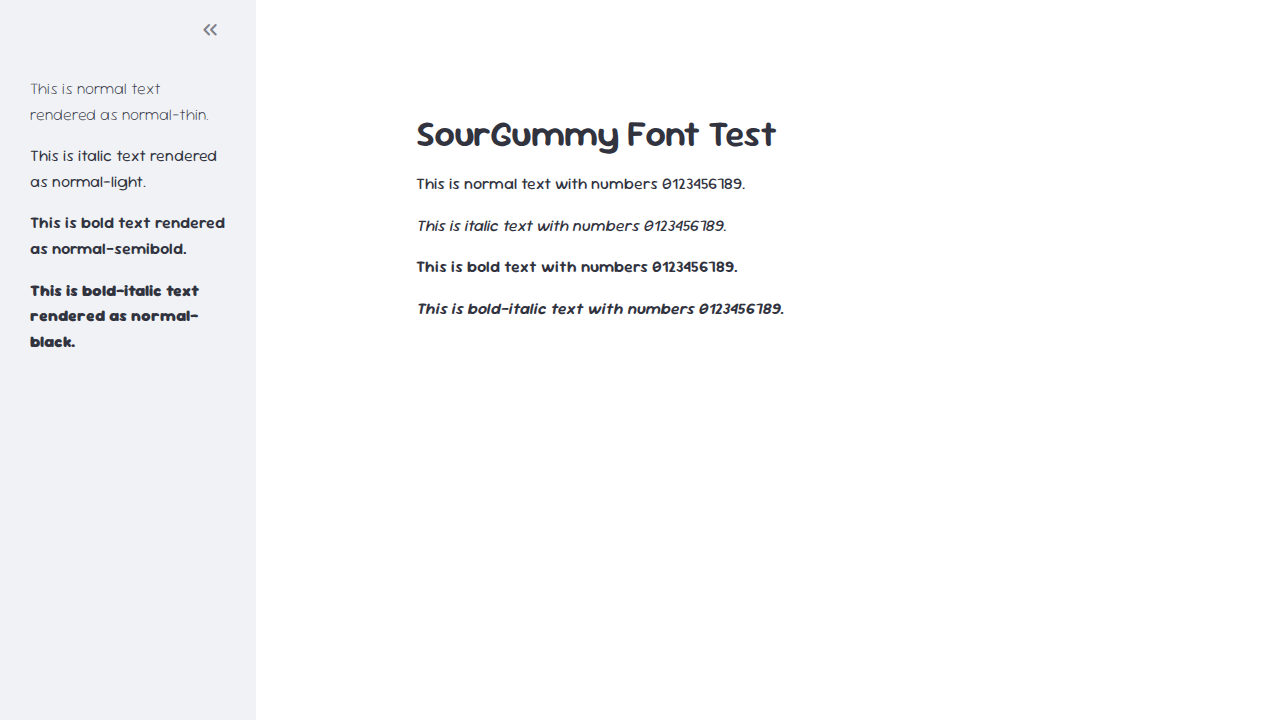 This is normal text
rendered as normal-thin.
This is italic text rendered
as normal-light.
This is bold text rendered
as normal-semibold.
This is bold-italic text
rendered as normal-
black.
SourGummy Font Test
This is normal text with numbers 0123456789.
This is italic text with numbers 0123456789.
This is bold text with numbers 0123456789.
This is bold-italic text with numbers 0123456789.